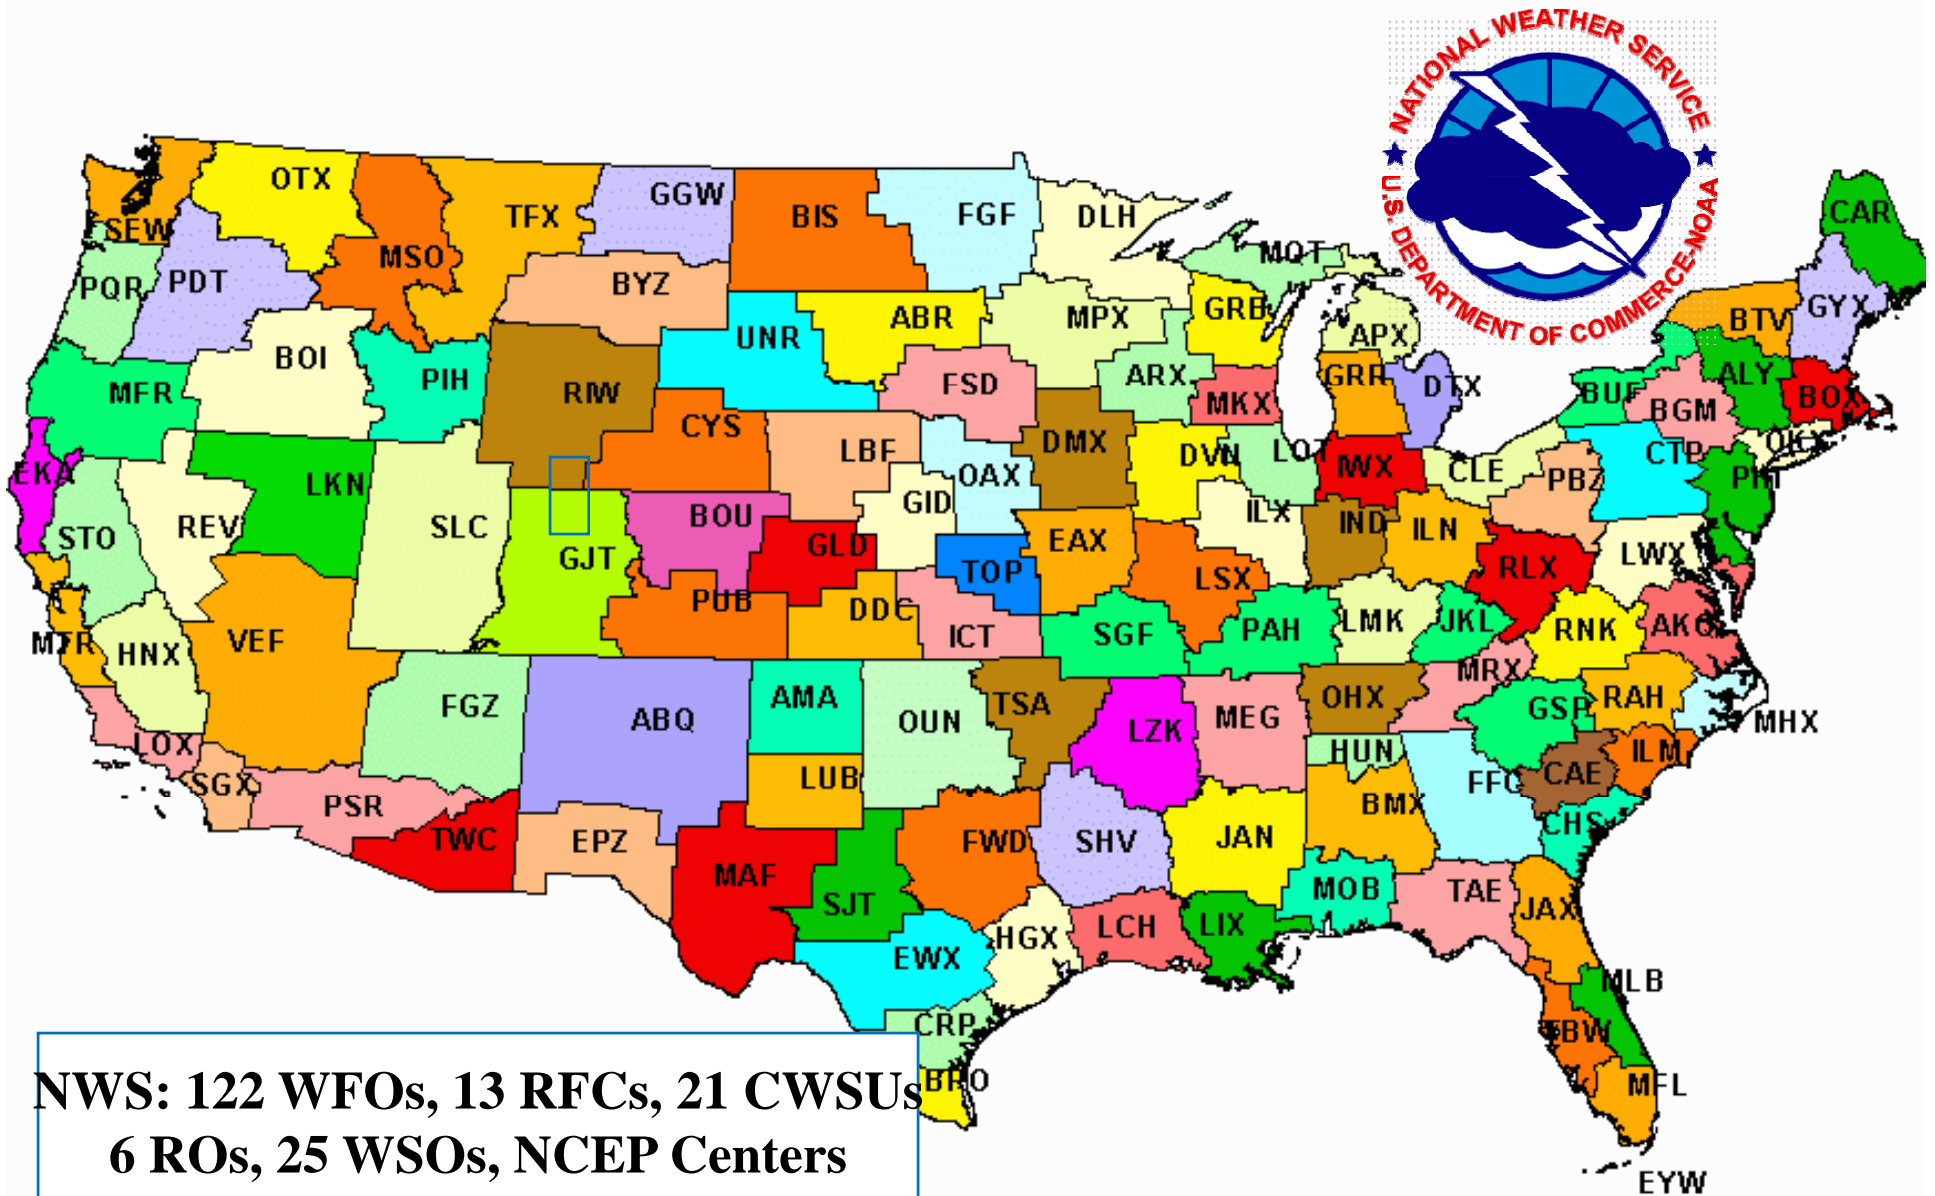 NATIONAL WEATHER SERVICE
U.S. DEPARTMENT OF COMMERCE-NOAA
CAR
OTX
GGW
TFX
BIS
FGF
DLH
SEW
MSO
MQT
PQR
PDT
BYZ
GRB
GYX
BTV
ABR
MPX
UNR
APX
BOI
PIH
RIW
FSD
ARX
GRR
DTX
ALY
MFR
MKX
BUF
BGM
BOX
CYS
DMX
LBF
DVN
LOT
IWX
CTP
OKX
EKA
LKN
OAX
CLE
PBZ
PHI
GID
STO
REV
SLC
BOU
ILX
IND
ILN
GLD
EAX
LWX
GJT
TOP
LSX
RLX
PUB
DDC
MTR
HNX
VEF
ICT
SGF
PAH
LMK
JKL
RNK
AKQ
MRX
FGZ
ABQ
AMA
OUN
TSA
LZK
MEG
OHX
GSP
RAH
MHX
LOX
HUN
ILM
SGX
LUB
FFC
CAE
PSR
BMX
TWC
EPZ
FWD
SHV
JAN
CHS
MAF
SJT
MOB
TAE
JAX
EWX
HGX
LCH
LIX
MLB
CRP
TBW
BRO
MFL
EYW
NWS: 122 WFOs, 13 RFCs, 21 CWSUs
6 ROs, 25 WSOs, NCEP Centers